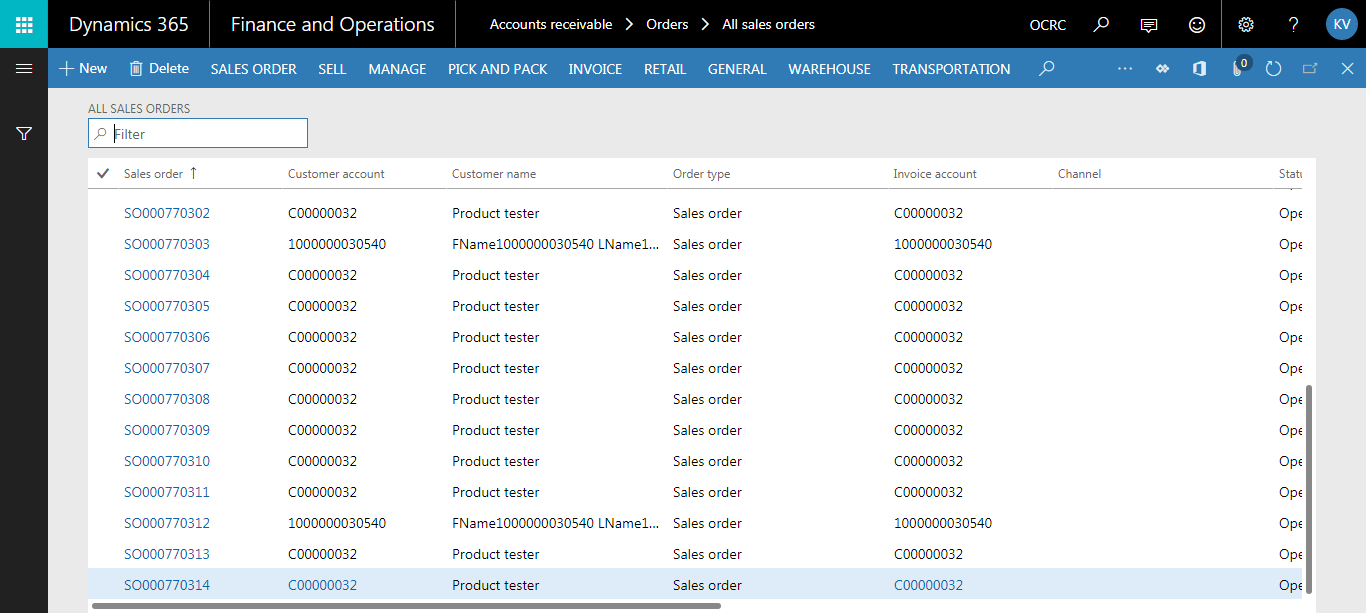 Dynamics 365 Finance and Operations Accounts receivable Orders All sales orders OCRC ? KV
New Delete SALES ORDER SELL MANAGE PICK AND PACK INVOICE RETAIL GENERAL WAREHOUSE TRANSPORTATION ... 0
ALL SALES ORDERS
Filter
Sales order ↑ Customer account Customer name Order type Invoice account Channel Statu
SO000770302 C00000032 Product tester Sales order C00000032 Ope
SO000770303 1000000030540 FName1000000030540 LName1... Sales order 1000000030540 Ope
SO000770304 C00000032 Product tester Sales order C00000032 Ope
SO000770305 C00000032 Product tester Sales order C00000032 Ope
SO000770306 C00000032 Product tester Sales order C00000032 Ope
SO000770307 C00000032 Product tester Sales order C00000032 Ope
SO000770308 C00000032 Product tester Sales order C00000032 Ope
SO000770309 C00000032 Product tester Sales order C00000032 Ope
SO000770310 C00000032 Product tester Sales order C00000032 Ope
SO000770311 C00000032 Product tester Sales order C00000032 Ope
SO000770312 1000000030540 FName1000000030540 LName1... Sales order 1000000030540 Ope
SO000770313 C00000032 Product tester Sales order C00000032 Ope
SO000770314 C00000032 Product tester Sales order C00000032 Ope